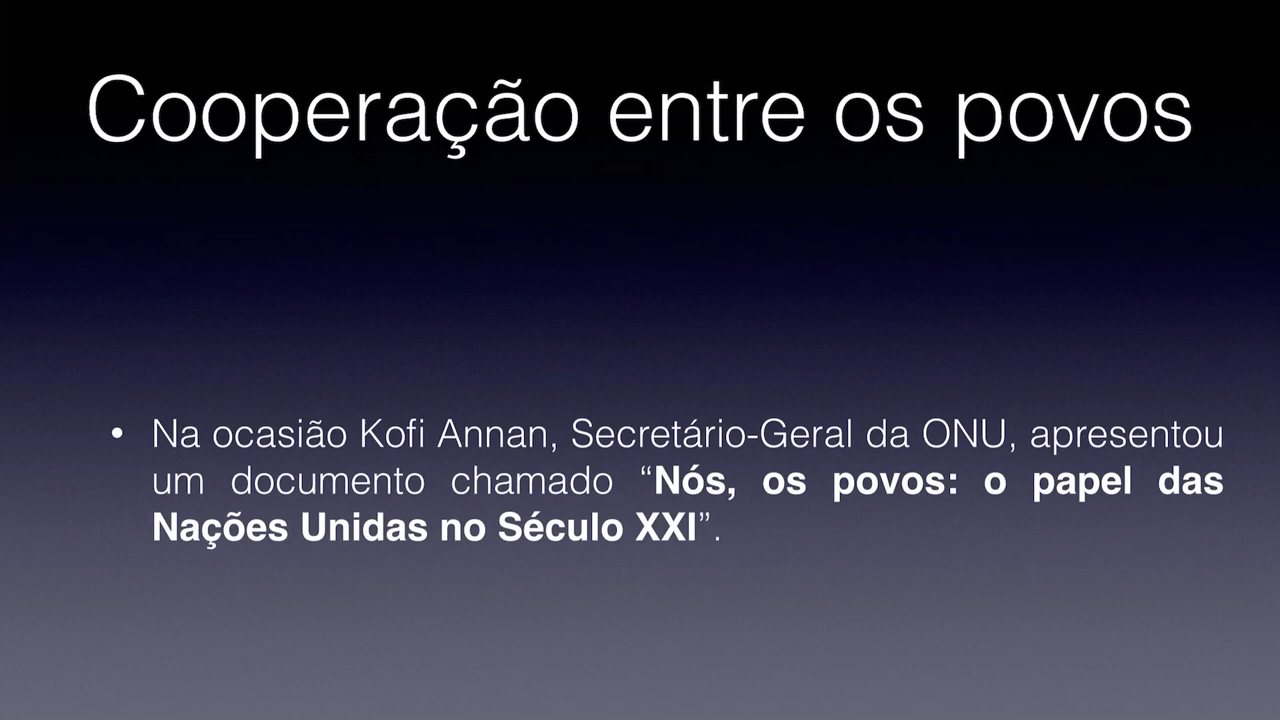 Cooperação entre os povos
• Na ocasião Kofi Annan, Secretário-Geral da ONU, apresentou
um documento chamado “Nós, os povos: o papel das
Nações Unidas no Século XXI”.